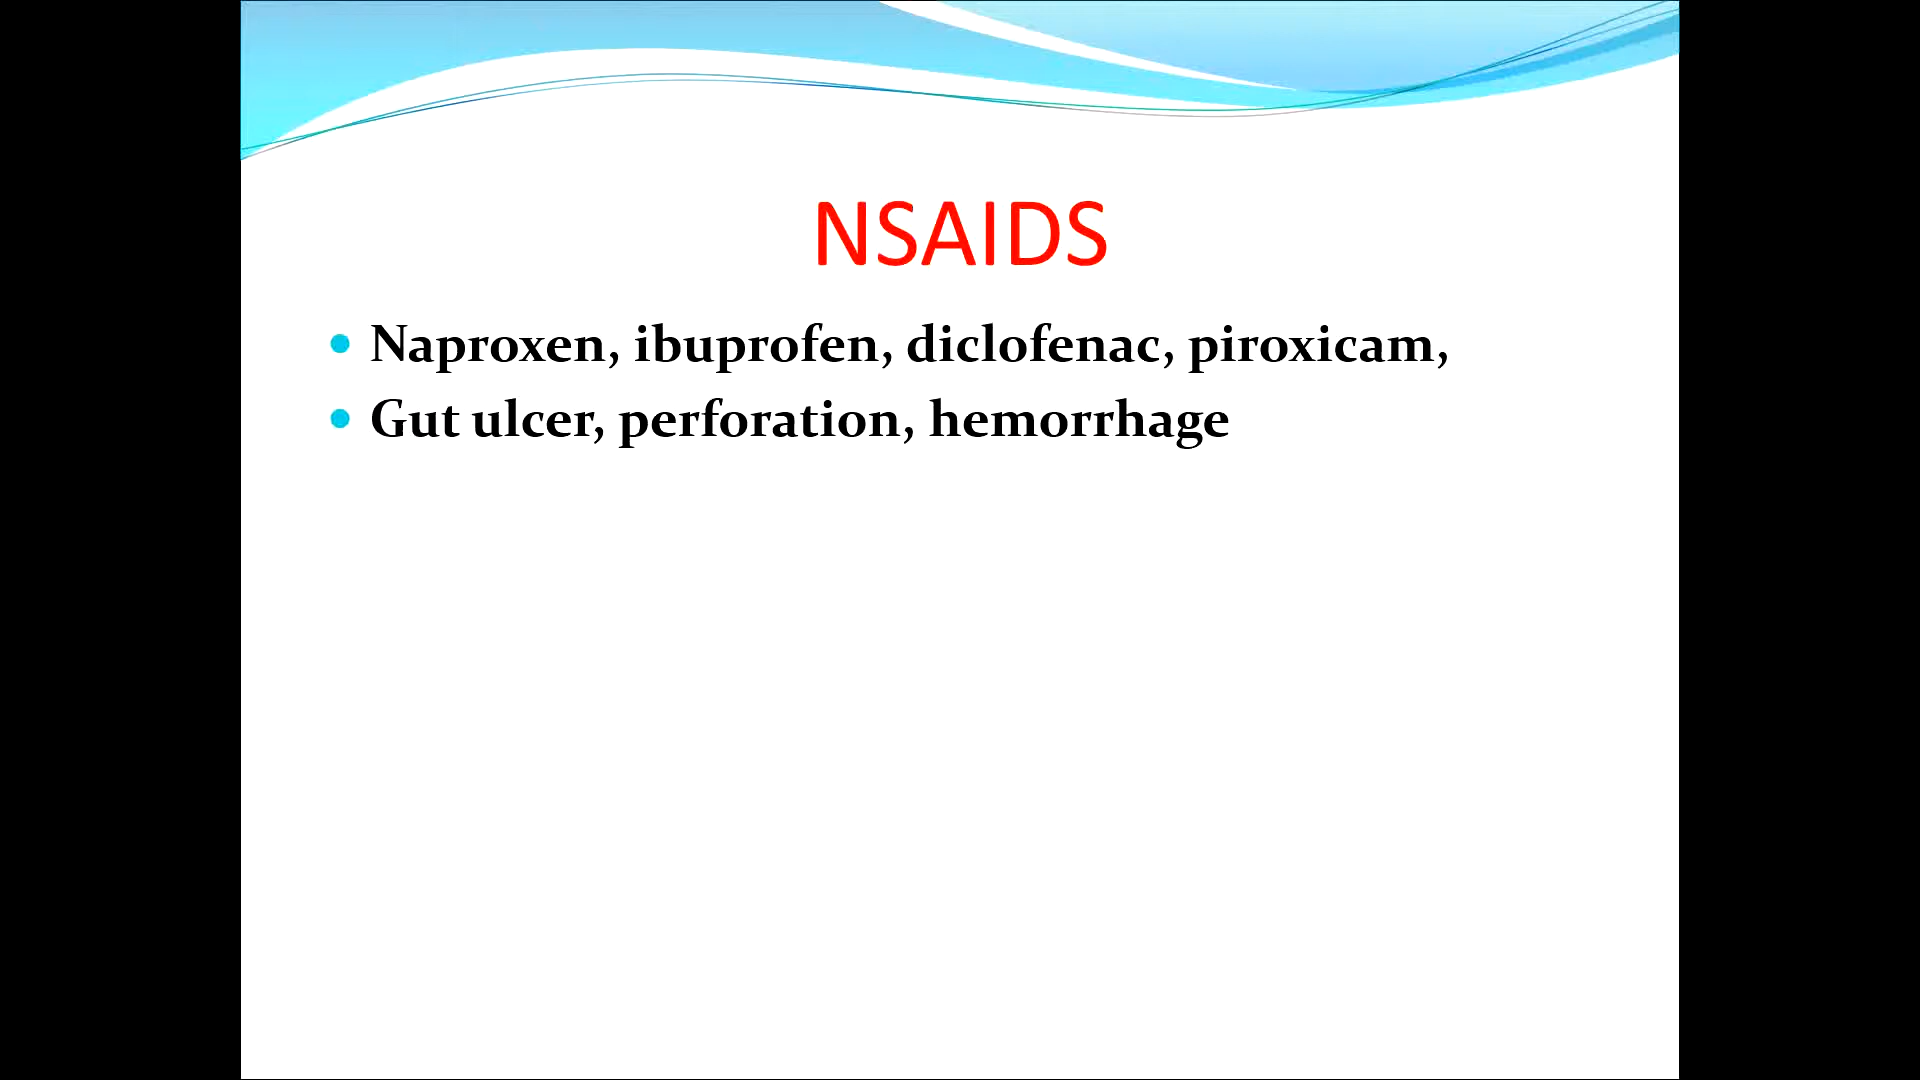 NSAIDS
Naproxen, ibuprofen, diclofenac, piroxicam,
Gut ulcer, perforation, hemorrhage